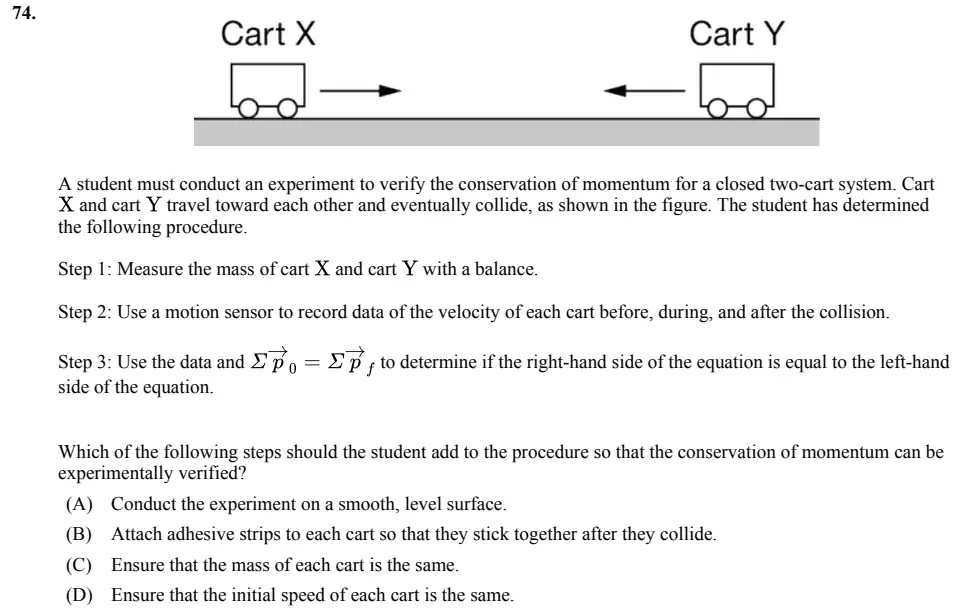 74.
Cart X
Cart Y
A student must conduct an experiment to verify the conservation of momentum for a closed two-cart system. Cart
X and cart Y travel toward each other and eventually collide, as shown in the figure. The student has determined
the following procedure.
Step 1: Measure the mass of cart X and cart Y with a balance.
Step 2: Use a motion sensor to record data of the velocity of each cart before, during, and after the collision.
Step 3: Use the data and Σp⃗₀ = Σp⃗_f to determine if the right-hand side of the equation is equal to the left-hand
side of the equation.
Which of the following steps should the student add to the procedure so that the conservation of momentum can be
experimentally verified?
(A) Conduct the experiment on a smooth, level surface.
(B) Attach adhesive strips to each cart so that they stick together after they collide.
(C) Ensure that the mass of each cart is the same.
(D) Ensure that the initial speed of each cart is the same.